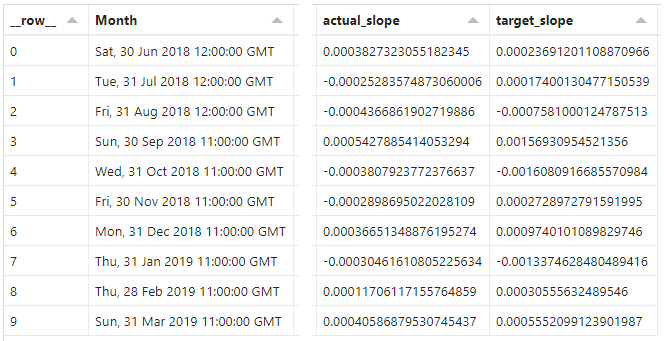 __row__ Month actual_slope target_slope
0 Sat, 30 Jun 2018 12:00:00 GMT 0.0003827323055182345 0.00023691201108870966
1 Tue, 31 Jul 2018 12:00:00 GMT -0.00025283574873060006 0.00017400130477150539
2 Fri, 31 Aug 2018 12:00:00 GMT -0.0004366861902719886 -0.0007581000124787513
3 Sun, 30 Sep 2018 11:00:00 GMT 0.0005427885414053294 0.00156930954521356
4 Wed, 31 Oct 2018 11:00:00 GMT -0.0003807923772376637 -0.0016080916685570984
5 Fri, 30 Nov 2018 11:00:00 GMT -0.0002898695022028109 0.0002728972791591995
6 Mon, 31 Dec 2018 11:00:00 GMT 0.00036651348876195274 0.0009740101089829746
7 Thu, 31 Jan 2019 11:00:00 GMT -0.00030461610805225634 -0.0013374628480489416
8 Thu, 28 Feb 2019 11:00:00 GMT 0.00011706117155764859 0.00030555632489546
9 Sun, 31 Mar 2019 11:00:00 GMT 0.00040586879530745437 0.0005552099123901987